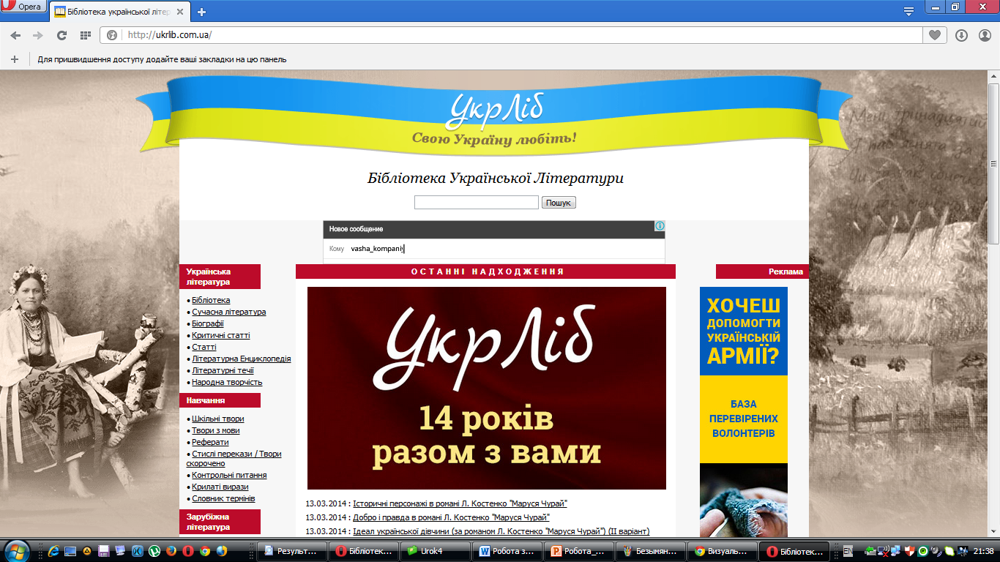 Opera
Бібліотека української літер
http://ukrlib.com.ua/
Для пришвидшення доступу додайте ваші закладки на цю панель
УкрЛіб
Свою Україну любіть!
Бібліотека Української Літератури
Пошук
Новое сообщение
Кому vasha_kompaniy
Українська
література
• Бібліотека
• Сучасна література
• Біографії
• Критичні статті
• Статті
• Літературна Енциклопедія
• Літературні течії
• Народна творчість
Навчання
• Шкільні твори
• Твори з мови
• Реферати
• Стислі перекази / Твори
скорочено
• Контрольні питання
• Крилаті вирази
• Словник термінів
Зарубіжна
література
ОСТАННІ НАДХОДЖЕННЯ
УкрЛіб
14 років
разом з вами
13.03.2014 : Історичні персонажі в романі Л. Костенко "Маруся Чурай"
13.03.2014 : Добро і правда в романі Л. Костенко "Маруся Чурай"
13.03.2014 : Ідеал української дівчини (за романом Л. Костенко "Маруся Чурай") (ІІ варіант)
Реклама
ХОЧЕШ
ДОПОМОГТИ
УКРАЇНСЬКІЙ
АРМІЇ?
БАЗА
ПЕРЕВІРЕНИХ
ВОЛОНТЕРІВ
Мені тринадцятий
Результ...
Бібліотек...
Urok4
Робота з...
Робота_...
Безымян...
Визуаль...
Бібліотек...
EN
21:38